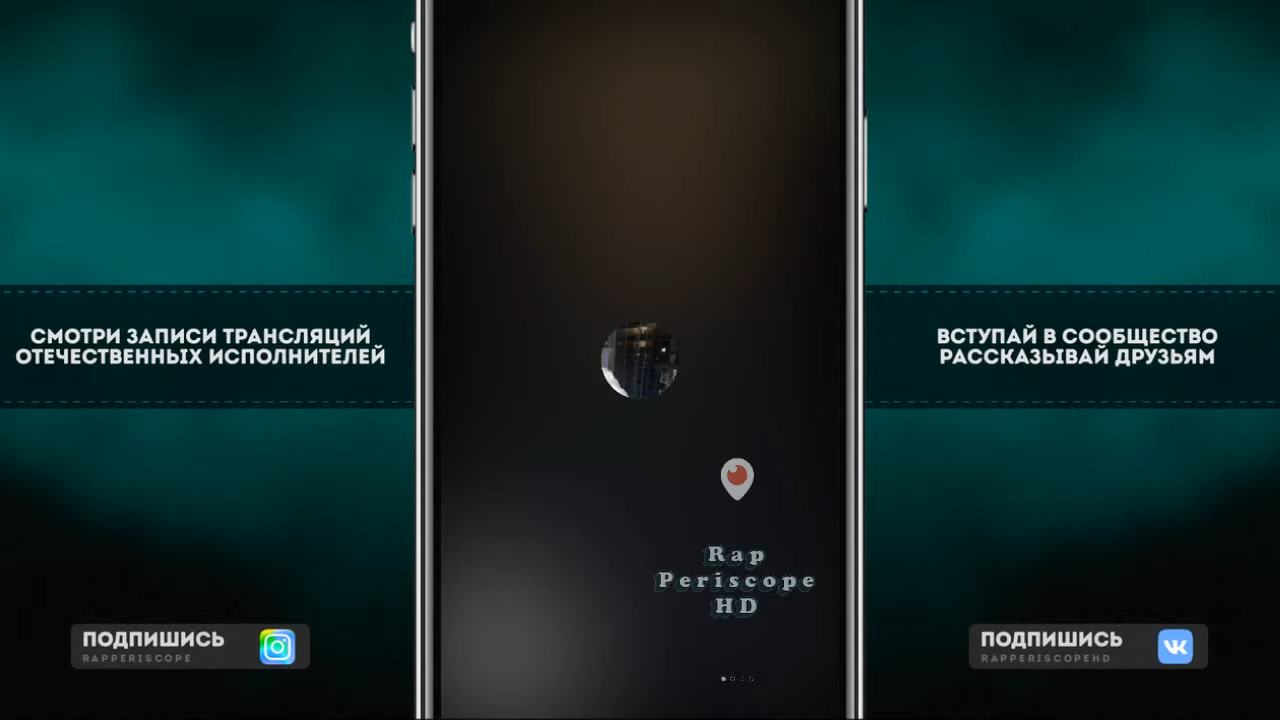 СМОТРИ ЗАПИСИ ТРАНСЛЯЦИЙ
ОТЕЧЕСТВЕННЫХ ИСПОЛНИТЕЛЕЙ
ВСТУПАЙ В СООБЩЕСТВО
РАССКАЗЫВАЙ ДРУЗЬЯМ
Rap
Periscope
HD
ПОДПИШИСЬ
RAPPERISCOPE
ПОДПИШИСЬ
RAPPERISCOPEHD